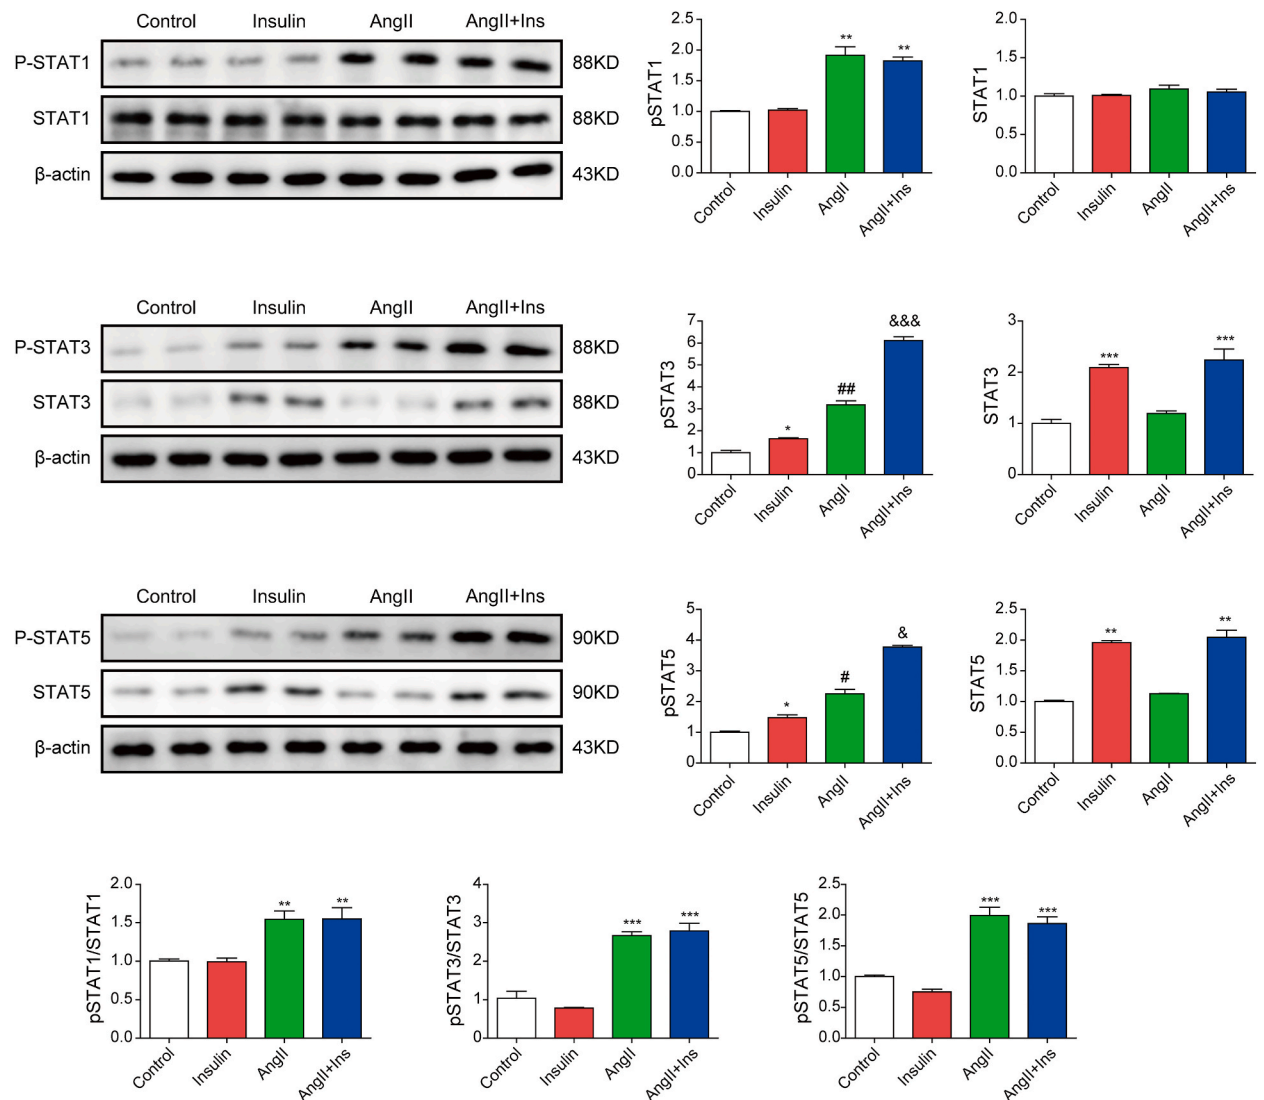 Control Insulin AngII AngII+Ins
P-STAT1 88KD
STAT1 88KD
β-actin 43KD
pSTAT1
2.5
2.0
1.5
1.0
0.5
0.0
** **
Control Insulin AngII AngII+Ins
STAT1
2.0
1.5
1.0
0.5
0.0
Control Insulin AngII AngII+Ins
Control Insulin AngII AngII+Ins
P-STAT3 88KD
STAT3 88KD
β-actin 43KD
pSTAT3
7
6
5
4
3
2
1
0
* ## &&&
Control Insulin AngII AngII+Ins
STAT3
3
2
1
0
*** ***
Control Insulin AngII AngII+Ins
Control Insulin AngII AngII+Ins
P-STAT5 90KD
STAT5 90KD
β-actin 43KD
pSTAT5
5
4
3
2
1
0
* # &
Control Insulin AngII AngII+Ins
STAT5
2.5
2.0
1.5
1.0
0.5
0.0
** **
Control Insulin AngII AngII+Ins
pSTAT1/STAT1
2.0
1.5
1.0
0.5
0.0
** **
Control Insulin AngII AngII+Ins
pSTAT3/STAT3
4
3
2
1
0
*** ***
Control Insulin AngII AngII+Ins
pSTAT5/STAT5
2.5
2.0
1.5
1.0
0.5
0.0
*** ***
Control Insulin AngII AngII+Ins